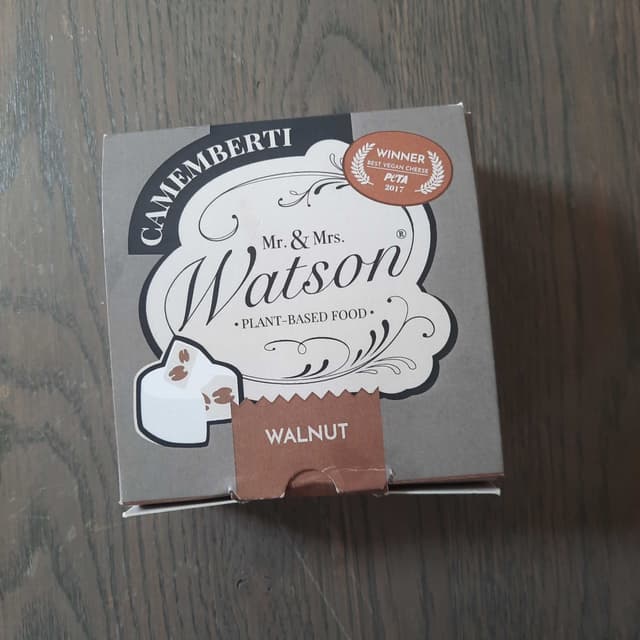 CAMEMBERTI
WINNER
BEST VEGAN CHEESE
PETA
2017
Mr. & Mrs.
Watson®
• PLANT-BASED FOOD •
WALNUT